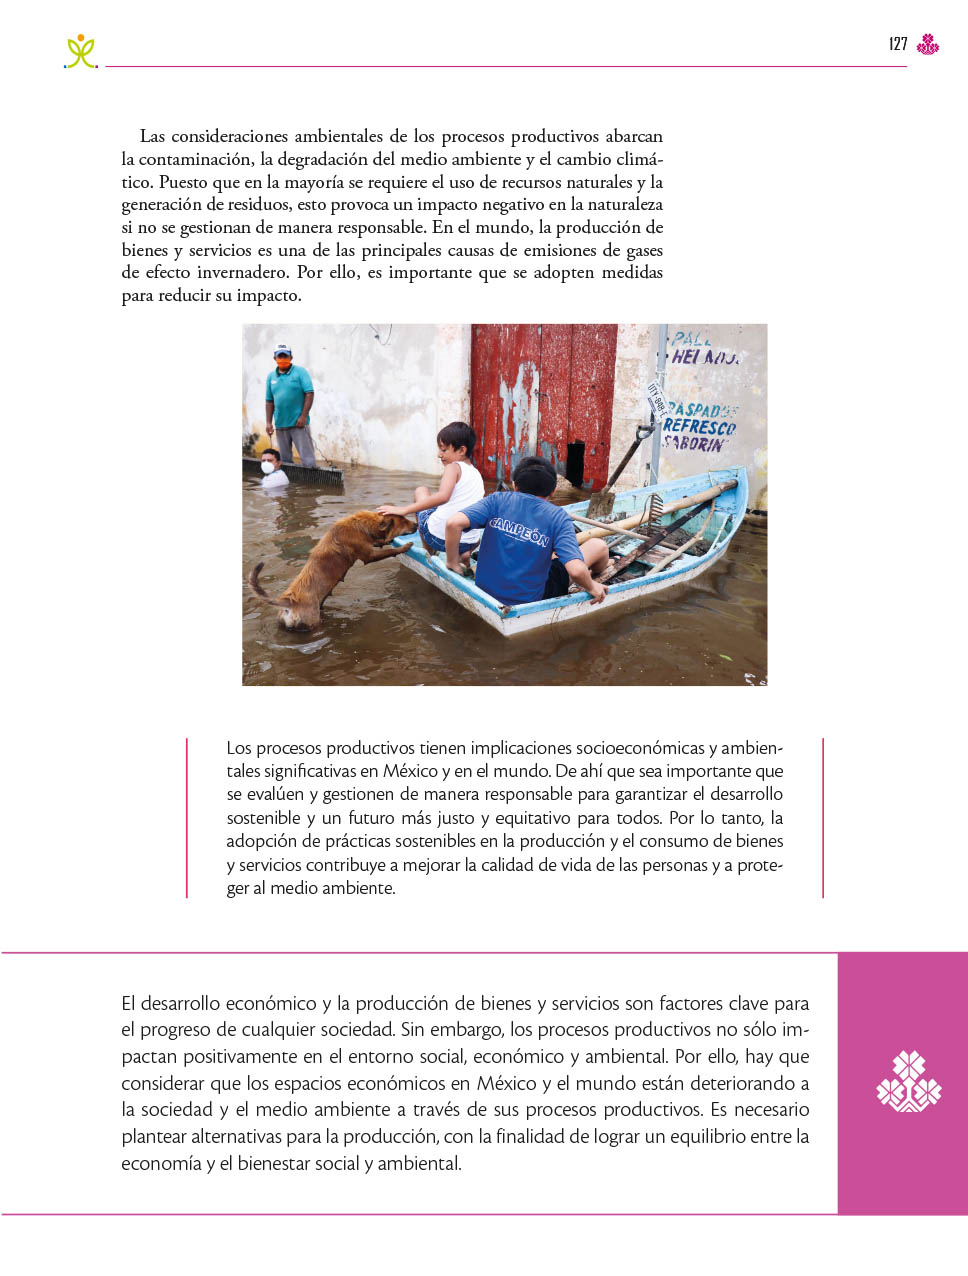 127
Las consideraciones ambientales de los procesos productivos abarcan
la contaminación, la degradación del medio ambiente y el cambio climá-
tico. Puesto que en la mayoría se requiere el uso de recursos naturales y la
generación de residuos, esto provoca un impacto negativo en la naturaleza
si no se gestionan de manera responsable. En el mundo, la producción de
bienes y servicios es una de las principales causas de emisiones de gases
de efecto invernadero. Por ello, es importante que se adopten medidas
para reducir su impacto.
HELADOS
RASPADOS
REFRESCO
SABORIN
CAMPEÓN
Los procesos productivos tienen implicaciones socioeconómicas y ambien-
tales significativas en México y en el mundo. De ahí que sea importante que
se evalúen y gestionen de manera responsable para garantizar el desarrollo
sostenible y un futuro más justo y equitativo para todos. Por lo tanto, la
adopción de prácticas sostenibles en la producción y el consumo de bienes
y servicios contribuye a mejorar la calidad de vida de las personas y a prote-
ger al medio ambiente.
El desarrollo económico y la producción de bienes y servicios son factores clave para
el progreso de cualquier sociedad. Sin embargo, los procesos productivos no sólo im-
pactan positivamente en el entorno social, económico y ambiental. Por ello, hay que
considerar que los espacios económicos en México y el mundo están deteriorando a
la sociedad y el medio ambiente a través de sus procesos productivos. Es necesario
plantear alternativas para la producción, con la finalidad de lograr un equilibrio entre la
economía y el bienestar social y ambiental.